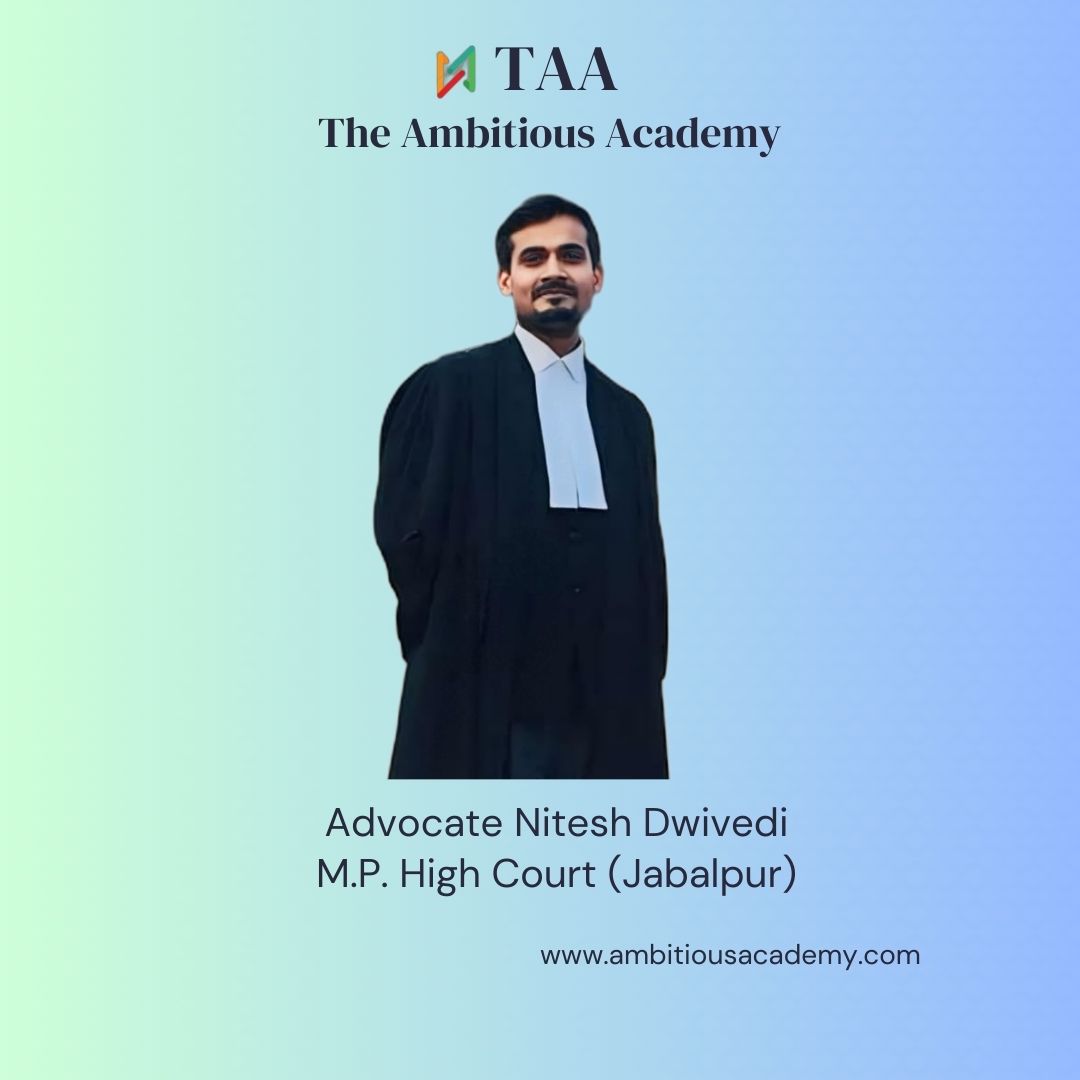 TAA
The Ambitious Academy
Advocate Nitesh Dwivedi
M.P. High Court (Jabalpur)
www.ambitiousacademy.com